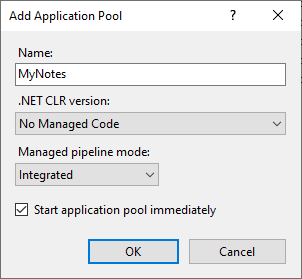 Add Application Pool
?
Name:
MyNotes
.NET CLR version:
No Managed Code
Managed pipeline mode:
Integrated
Start application pool immediately
OK Cancel